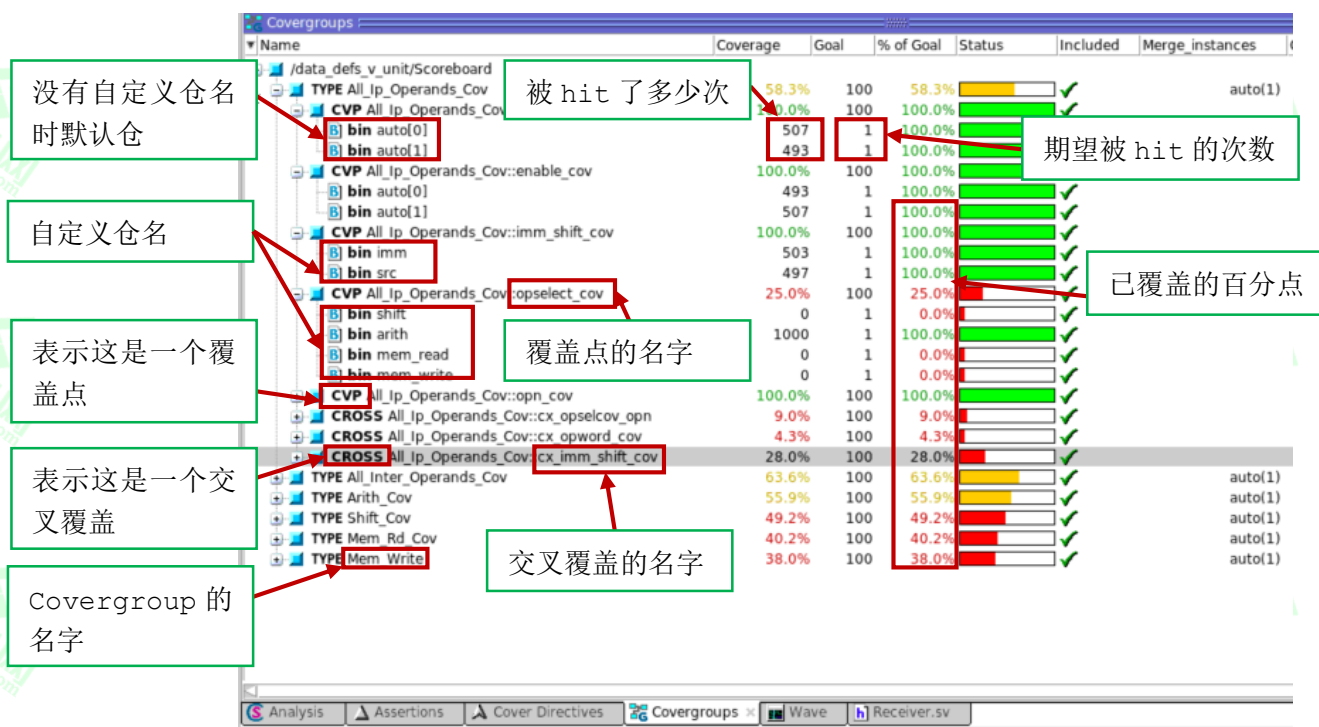 Covergroups
Name Coverage Goal % of Goal Status Included Merge_instances
/data_defs_v_unit/Scoreboard
TYPE All_Ip_Operands_Cov 58.3% 100 58.3% auto(1)
CVP All_Ip_Operands_Cov 100.0% 100 100.0%
bin auto[0] 507 1 100.0%
bin auto[1] 493 1 100.0%
CVP All_Ip_Operands_Cov::enable_cov 100.0% 100 100.0%
bin auto[0] 493 1 100.0%
bin auto[1] 507 1 100.0%
CVP All_Ip_Operands_Cov::imm_shift_cov 100.0% 100 100.0%
bin imm 503 1 100.0%
bin src 497 1 100.0%
CVP All_Ip_Operands_Cov::opselect_cov 25.0% 100 25.0%
bin shift 0 1 0.0%
bin arith 1000 1 100.0%
bin mem_read 0 1 0.0%
bin mem_write 0 1 0.0%
CVP All_Ip_Operands_Cov::opn_cov 100.0% 100 100.0%
CROSS All_Ip_Operands_Cov::cx_opselcov_opn 9.0% 100 9.0%
CROSS All_Ip_Operands_Cov::cx_opword_cov 4.3% 100 4.3%
CROSS All_Ip_Operands_Cov::cx_imm_shift_cov 28.0% 100 28.0%
TYPE All_Inter_Operands_Cov 63.6% 100 63.6% auto(1)
TYPE Arith_Cov 55.9% 100 55.9% auto(1)
TYPE Shift_Cov 49.2% 100 49.2% auto(1)
TYPE Mem_Rd_Cov 40.2% 100 40.2% auto(1)
TYPE Mem_Write 38.0% 100 38.0% auto(1)
没有自定义仓名
时默认仓
被 hit 了多少次
期望被 hit 的次数
自定义仓名
已覆盖的百分点
表示这是一个覆
盖点
覆盖点的名字
表示这是一个交
叉覆盖
交叉覆盖的名字
Covergroup 的
名字
Analysis Assertions Cover Directives Covergroups Wave Receiver.sv